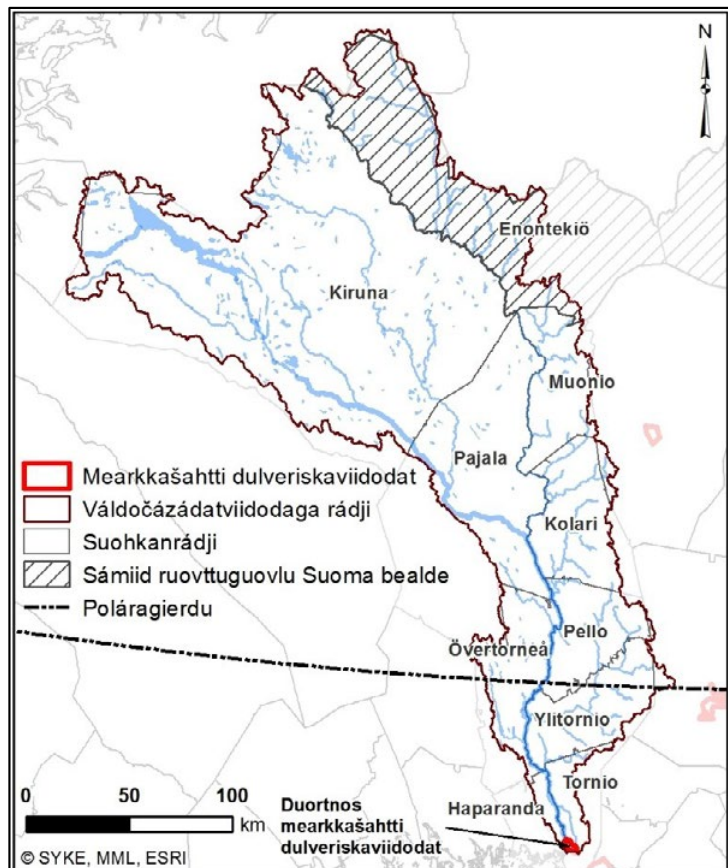 N
Enontekiö
Kiruna
Muonio
Pajala
Kolari
Mearkkašahtti dulveriskaviidodat
Váldočázádatviidodaga rádji
Suohkanrádji
Sámiid ruovttuguovlu Suoma bealde
Poláragierdu
Pello
Övertorneå
Ylitornio
Tornio
Haparanda
0 50 100
km
Duortnos
mearkkašahtti
dulveriskaviidodat
© SYKE, MML, ESRI